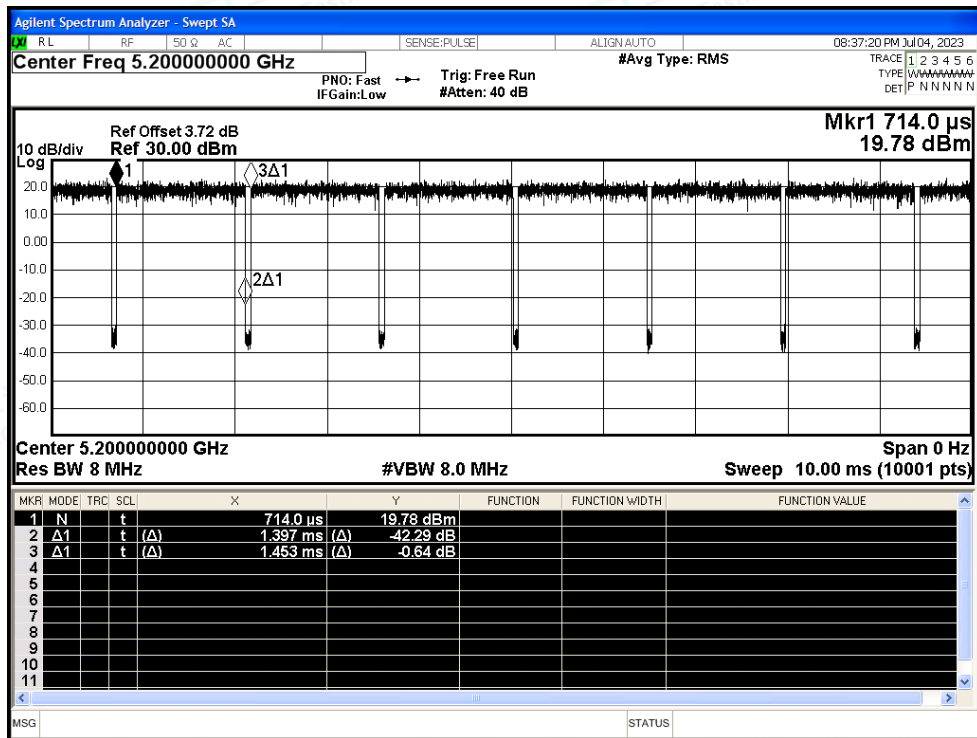 Agilent Spectrum Analyzer - Swept SA
LXI RL RF 50 Ω AC SENSE:PULSE ALIGN AUTO 08:37:20 PM Jul 04, 2023
Center Freq 5.200000000 GHz #Avg Type: RMS TRACE 1 2 3 4 5 6
PNO: Fast Trig: Free Run TYPE WWWWWW
IFGain:Low #Atten: 40 dB DET P N N N N N
Mkr1 714.0 µs
Ref Offset 3.72 dB
10 dB/div Ref 30.00 dBm 19.78 dBm
Log
1 3Δ1
20.0
10.0
0.00
-10.0
2Δ1
-20.0
-30.0
-40.0
-50.0
-60.0
Center 5.200000000 GHz Span 0 Hz
Res BW 8 MHz #VBW 8.0 MHz Sweep 10.00 ms (10001 pts)
MKR MODE TRC SCL X Y FUNCTION FUNCTION WIDTH FUNCTION VALUE
1 N t 714.0 µs 19.78 dBm
2 Δ1 t (Δ) 1.397 ms (Δ) -42.29 dB
3 Δ1 t (Δ) 1.453 ms (Δ) -0.64 dB
4
5
6
7
8
9
10
11
MSG STATUS